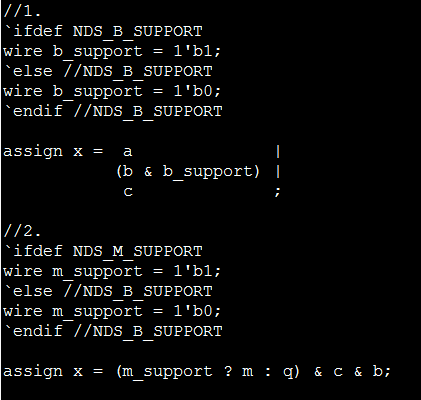 //1.
`ifdef NDS_B_SUPPORT
wire b_support = 1'b1;
`else //NDS_B_SUPPORT
wire b_support = 1'b0;
`endif //NDS_B_SUPPORT
assign x =  a              |
           (b & b_support) |
            c              ;
//2.
`ifdef NDS_M_SUPPORT
wire m_support = 1'b1;
`else //NDS_B_SUPPORT
wire m_support = 1'b0;
`endif //NDS_B_SUPPORT
assign x = (m_support ? m : q) & c & b;